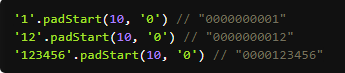 '1'.padStart(10, '0') // "0000000001"
'12'.padStart(10, '0') // "0000000012"
'123456'.padStart(10, '0') // "0000123456"